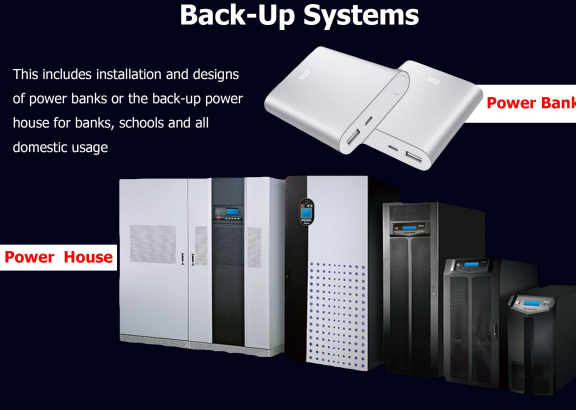 Back-Up Systems
This includes installation and designs
of power banks or the back-up power
house for banks, schools and all
domestic usage
Power Bank
Power House